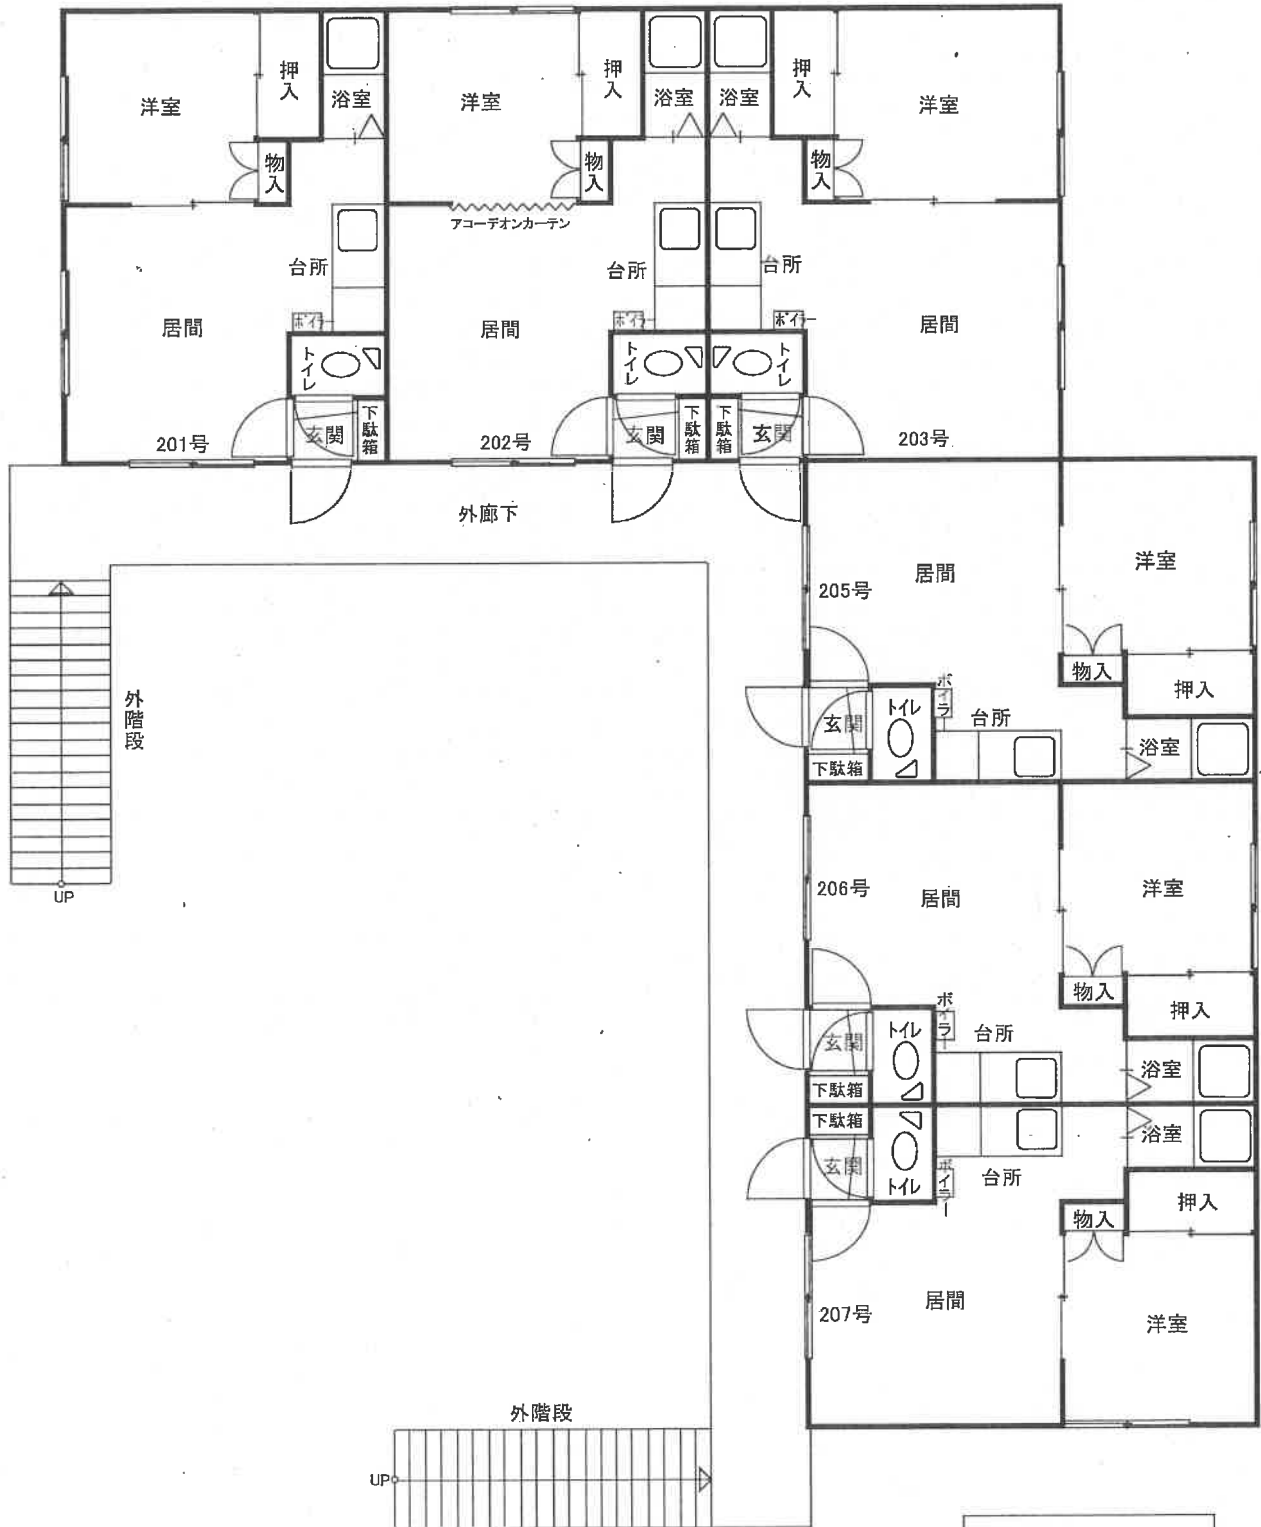 洋室
押入
浴室
物入
台所
居間
ボイラー
トイレ
玄関
下駄箱
201号
洋室
押入
浴室
物入
アコーデオンカーテン
台所
居間
ボイラー
トイレ
玄関
下駄箱
202号
浴室
押入
洋室
物入
台所
居間
ボイラー
トイレ
下駄箱
玄関
203号
外廊下
外階段
UP
居間
洋室
205号
物入
押入
ボイラ
トイレ
台所
玄関
浴室
下駄箱
206号
居間
洋室
物入
押入
ボイラ
トイレ
台所
玄関
浴室
下駄箱
下駄箱
浴室
玄関
トイレ
ボイラー
台所
押入
物入
207号
居間
洋室
外階段
UP